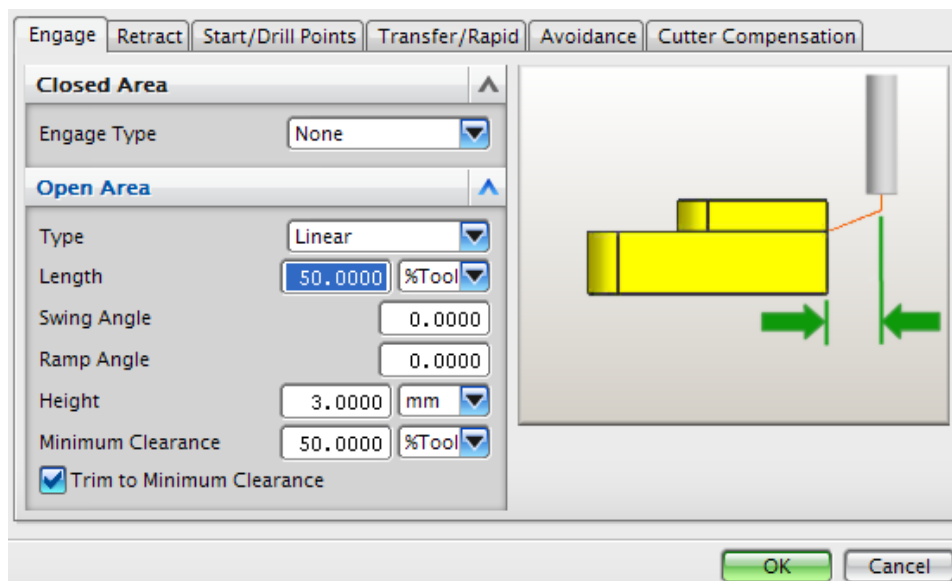 Engage Retract Start/Drill Points Transfer/Rapid Avoidance Cutter Compensation
Closed Area
Engage Type None
Open Area
Type Linear
Length 50.0000 %Tool
Swing Angle 0.0000
Ramp Angle 0.0000
Height 3.0000 mm
Minimum Clearance 50.0000 %Tool
Trim to Minimum Clearance
OK Cancel